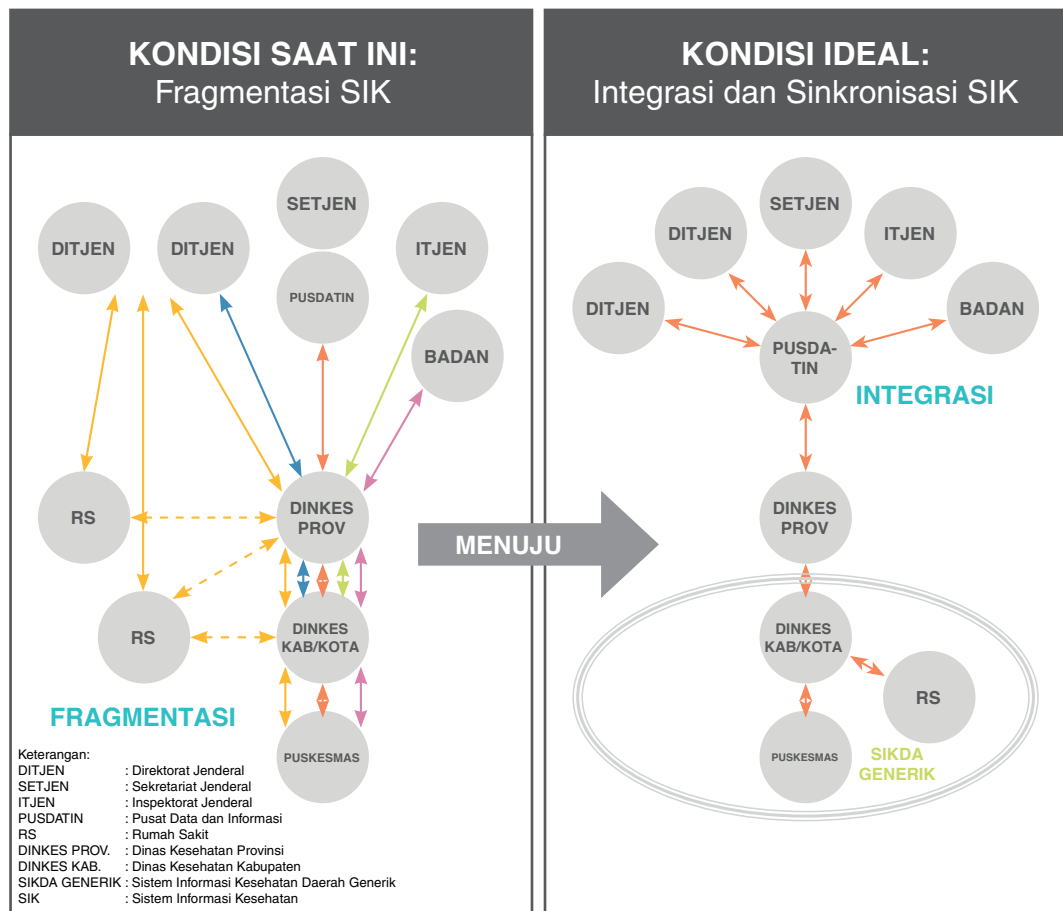 KONDISI SAAT INI:
Fragmentasi SIK
SETJEN
DITJEN
DITJEN
ITJEN
PUSDATIN
BADAN
RS
DINKES
PROV
RS
DINKES
KAB/KOTA
FRAGMENTASI
PUSKESMAS
Keterangan:
DITJEN : Direktorat Jenderal
SETJEN : Sekretariat Jenderal
ITJEN : Inspektorat Jenderal
PUSDATIN : Pusat Data dan Informasi
RS : Rumah Sakit
DINKES PROV. : Dinas Kesehatan Provinsi
DINKES KAB. : Dinas Kesehatan Kabupaten
SIKDA GENERIK : Sistem Informasi Kesehatan Daerah Generik
SIK : Sistem Informasi Kesehatan
MENUJU
KONDISI IDEAL:
Integrasi dan Sinkronisasi SIK
SETJEN
DITJEN
ITJEN
DITJEN
BADAN
PUSDA-
TIN
INTEGRASI
DINKES
PROV
DINKES
KAB/KOTA
RS
PUSKESMAS
SIKDA
GENERIK